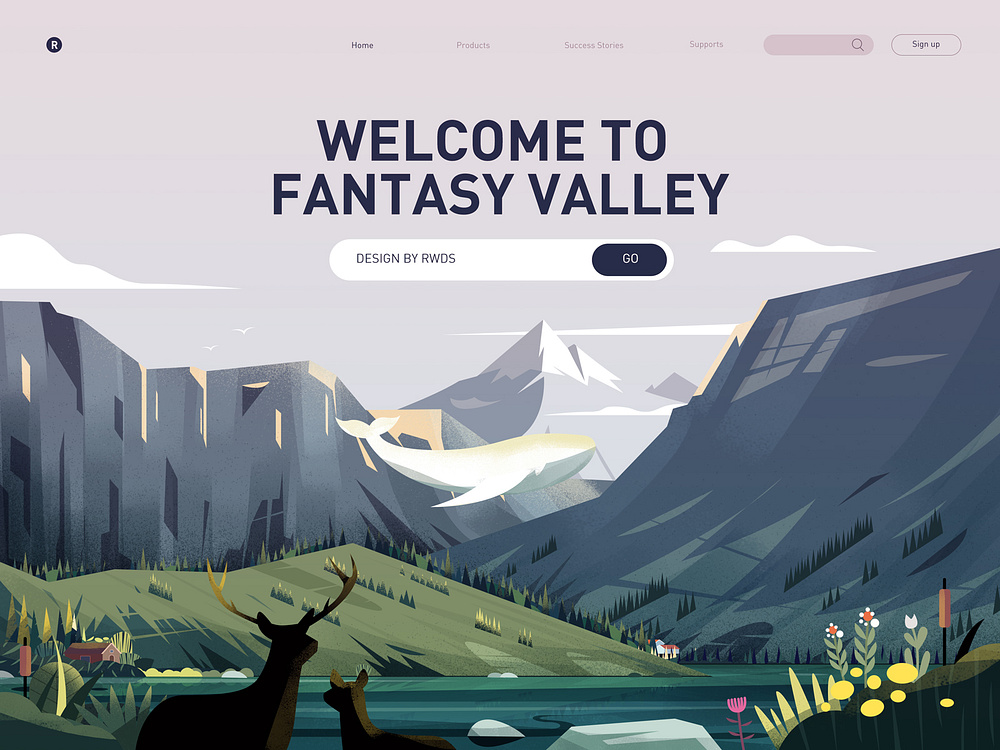 R
Home
Products
Success Stories
Supports
Sign up
WELCOME TO
FANTASY VALLEY
DESIGN BY RWDS
GO